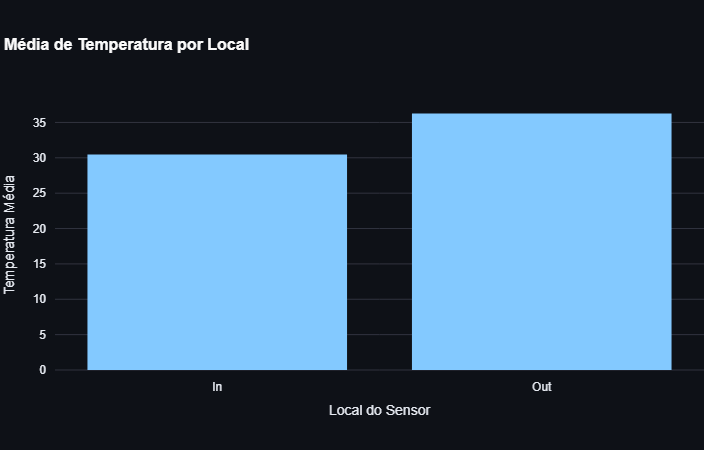 Média de Temperatura por Local
35
30
25
20
15
10
5
0
Temperatura Média
In
Out
Local do Sensor